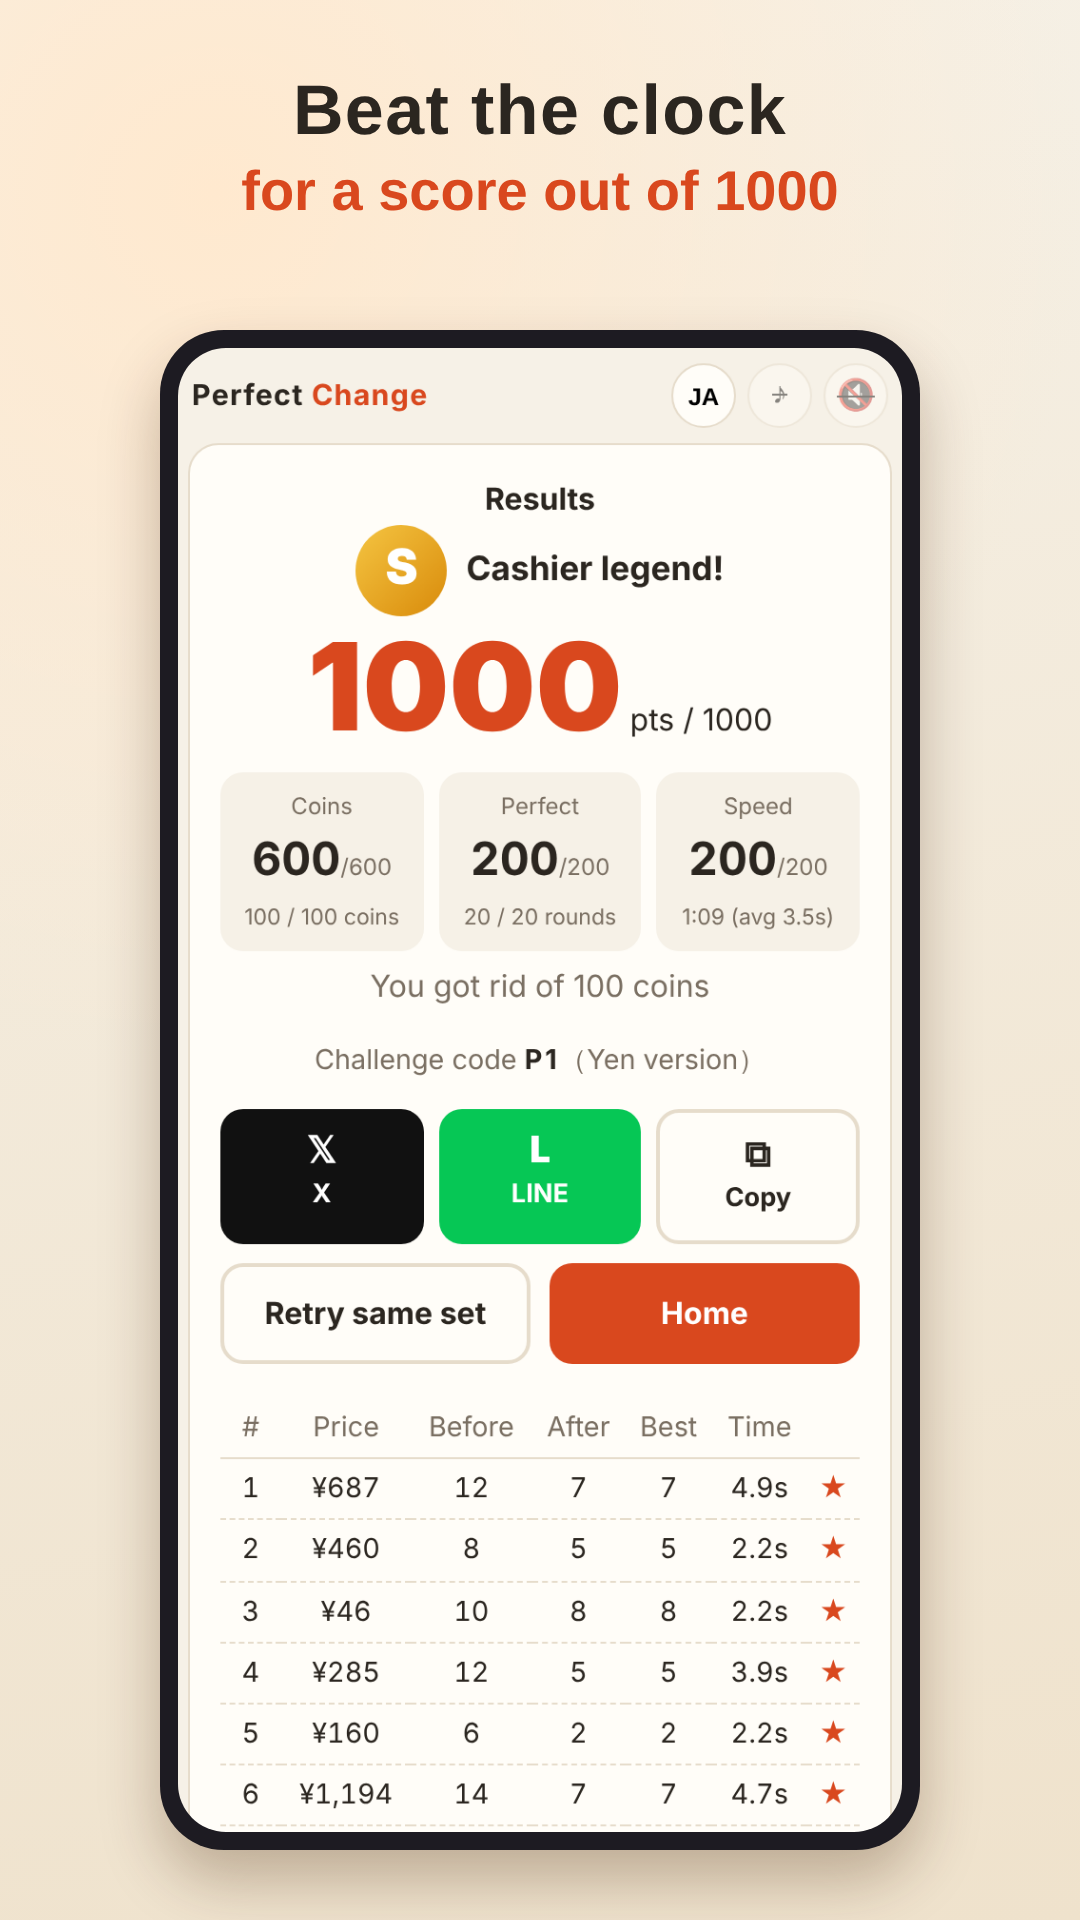 Beat the clock
for a score out of 1000
Perfect Change
JA
Results
S Cashier legend!
1000 pts / 1000
Coins Perfect Speed
600/600 200/200 200/200
100 / 100 coins 20 / 20 rounds 1:09 (avg 3.5s)
You got rid of 100 coins
Challenge code P1（Yen version）
𝕏 L
X LINE Copy
Retry same set Home
# Price Before After Best Time
1 ¥687 12 7 7 4.9s ★
2 ¥460 8 5 5 2.2s ★
3 ¥46 10 8 8 2.2s ★
4 ¥285 12 5 5 3.9s ★
5 ¥160 6 2 2 2.2s ★
6 ¥1,194 14 7 7 4.7s ★